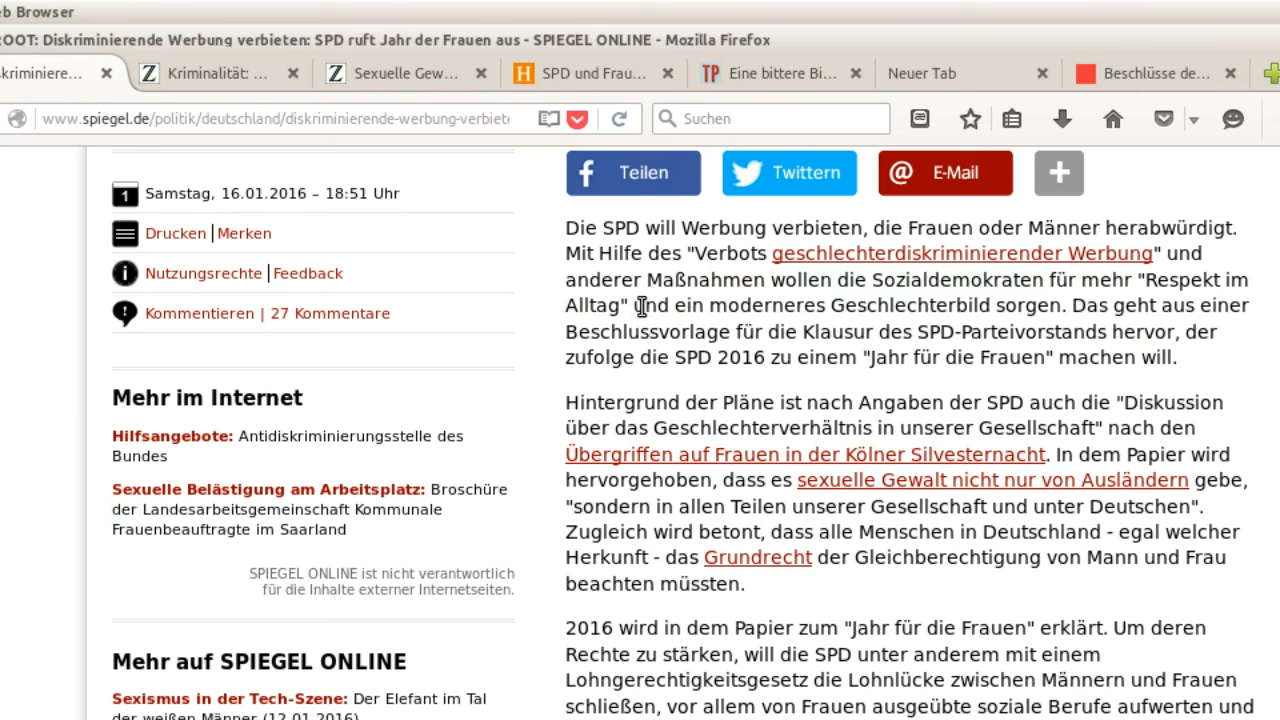 eb Browser
OOT: Diskriminierende Werbung verbieten: SPD ruft Jahr der Frauen aus - SPIEGEL ONLINE - Mozilla Firefox
kriminiere... Kriminalität: ... Sexuelle Gew... SPD und Frau... Eine bittere Bi... Neuer Tab Beschlüsse de...
www.spiegel.de/politik/deutschland/diskriminierende-werbung-verbiet Suchen
Teilen Twittern E-Mail
Samstag, 16.01.2016 – 18:51 Uhr
Drucken | Merken
Nutzungsrechte | Feedback
Kommentieren | 27 Kommentare
Mehr im Internet
Hilfsangebote: Antidiskriminierungsstelle des
Bundes
Sexuelle Belästigung am Arbeitsplatz: Broschüre
der Landesarbeitsgemeinschaft Kommunale
Frauenbeauftragte im Saarland
SPIEGEL ONLINE ist nicht verantwortlich
für die Inhalte externer Internetseiten.
Mehr auf SPIEGEL ONLINE
Sexismus in der Tech-Szene: Der Elefant im Tal
der weißen Männer (12.01.2016)
Die SPD will Werbung verbieten, die Frauen oder Männer herabwürdigt.
Mit Hilfe des "Verbots geschlechterdiskriminierender Werbung" und
anderer Maßnahmen wollen die Sozialdemokraten für mehr "Respekt im
Alltag" und ein moderneres Geschlechterbild sorgen. Das geht aus einer
Beschlussvorlage für die Klausur des SPD-Parteivorstands hervor, der
zufolge die SPD 2016 zu einem "Jahr für die Frauen" machen will.
Hintergrund der Pläne ist nach Angaben der SPD auch die "Diskussion
über das Geschlechterverhältnis in unserer Gesellschaft" nach den
Übergriffen auf Frauen in der Kölner Silvesternacht. In dem Papier wird
hervorgehoben, dass es sexuelle Gewalt nicht nur von Ausländern gebe,
"sondern in allen Teilen unserer Gesellschaft und unter Deutschen".
Zugleich wird betont, dass alle Menschen in Deutschland - egal welcher
Herkunft - das Grundrecht der Gleichberechtigung von Mann und Frau
beachten müssten.
2016 wird in dem Papier zum "Jahr für die Frauen" erklärt. Um deren
Rechte zu stärken, will die SPD unter anderem mit einem
Lohngerechtigkeitsgesetz die Lohnlücke zwischen Männern und Frauen
schließen, vor allem von Frauen ausgeübte soziale Berufe aufwerten und